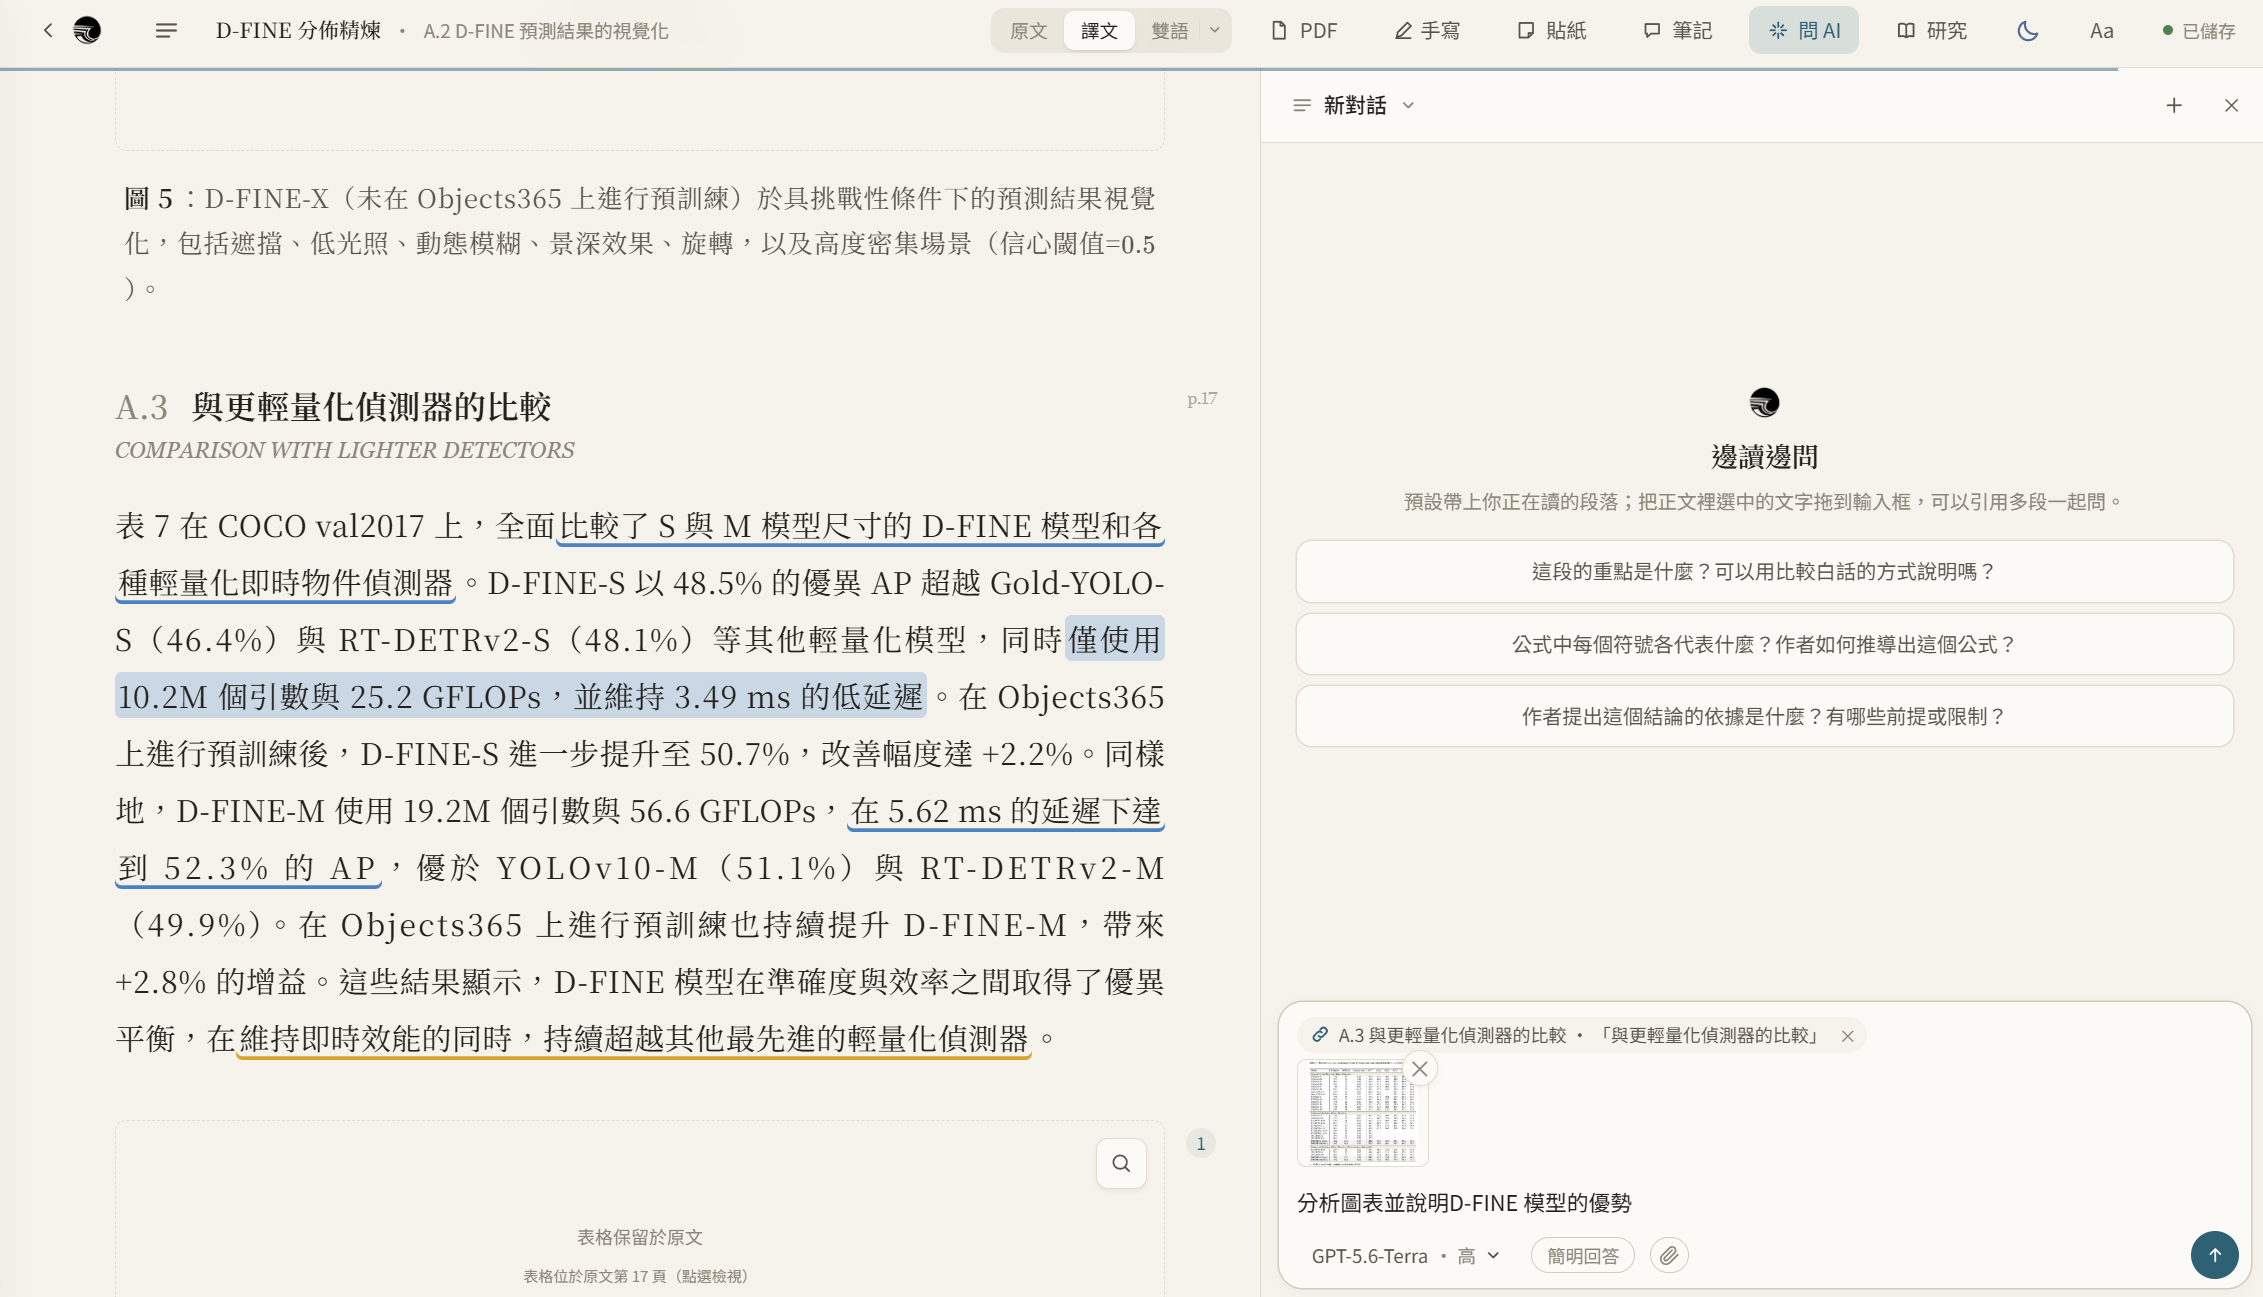 D-FINE 分佈精煉 • A.2 D-FINE 預測結果的視覺化
原文 譯文 雙語 PDF 手寫 貼紙 筆記 問 AI 研究 Aa 已儲存
圖 5：D-FINE-X（未在 Objects365 上進行預訓練）於具挑戰性條件下的預測結果視覺
化，包括遮擋、低光照、動態模糊、景深效果、旋轉，以及高度密集場景（信心閾值=0.5
）。
A.3 與更輕量化偵測器的比較
p.17
COMPARISON WITH LIGHTER DETECTORS
表 7 在 COCO val2017 上，全面比較了 S 與 M 模型尺寸的 D-FINE 模型和各
種輕量化即時物件偵測器。D-FINE-S 以 48.5% 的優異 AP 超越 Gold-YOLO-
S（46.4%）與 RT-DETRv2-S（48.1%）等其他輕量化模型，同時僅使用
10.2M 個引數與 25.2 GFLOPs，並維持 3.49 ms 的低延遲。在 Objects365
上進行預訓練後，D-FINE-S 進一步提升至 50.7%，改善幅度達 +2.2%。同樣
地，D-FINE-M 使用 19.2M 個引數與 56.6 GFLOPs，在 5.62 ms 的延遲下達
到 52.3% 的 AP，優於 YOLOv10-M（51.1%）與 RT-DETRv2-M
（49.9%）。在 Objects365 上進行預訓練也持續提升 D-FINE-M，帶來
+2.8% 的增益。這些結果顯示，D-FINE 模型在準確度與效率之間取得了優異
平衡，在維持即時效能的同時，持續超越其他最先進的輕量化偵測器。
1
表格保留於原文
表格位於原文第 17 頁（點選檢視）
新對話
邊讀邊問
預設帶上你正在讀的段落；把正文裡選中的文字拖到輸入框，可以引用多段一起問。
這段的重點是什麼？可以用比較白話的方式說明嗎？
公式中每個符號各代表什麼？作者如何推導出這個公式？
作者提出這個結論的依據是什麼？有哪些前提或限制？
A.3 與更輕量化偵測器的比較 • 「與更輕量化偵測器的比較」
分析圖表並說明D-FINE 模型的優勢
GPT-5.6-Terra • 高 簡明回答